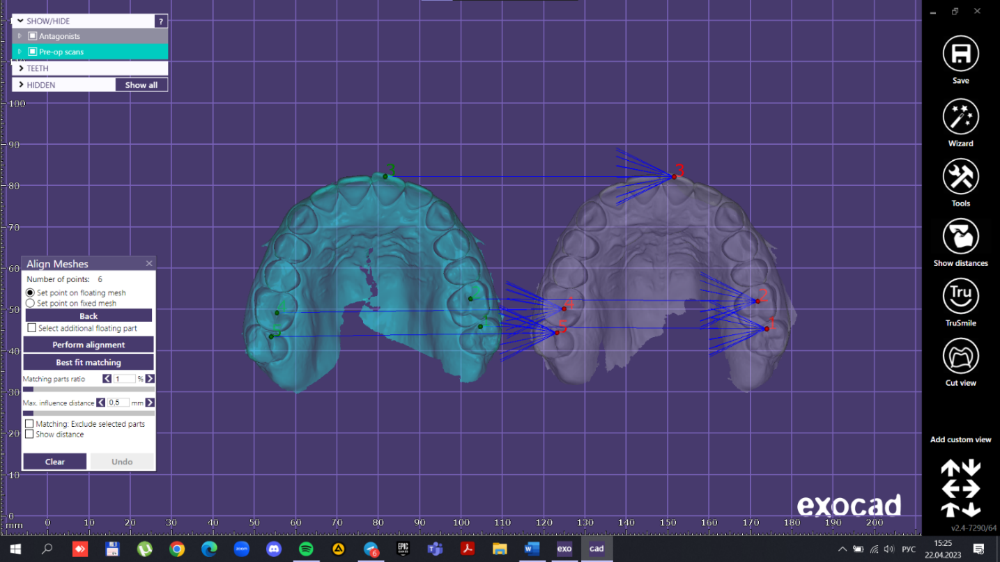 SHOW/HIDE ?
Antagonists
Pre-op scans
TEETH
HIDDEN Show all
100
90
80
70
60
50
40
30
20
10
0
mm
0 10 20 30 40 50 60 70 80 90 100 110 120 130 140 150 160 170 180 190 200
3 3
4 4
5 5
2
1
Align Meshes
Number of points: 6
Set point on floating mesh
Set point on fixed mesh
Back
Select additional floating part
Perform alignment
Best fit matching
Matching parts ratio 1 %
Max. influence distance 0,5 mm
Matching: Exclude selected parts
Show distance
Clear Undo
Save
Wizard
Tools
Show distances
Tru
TruSmile
Cut view
Add custom view
exocad
v2.4-7290/64
zoom
6
EPIC
GAMES
W
exo
cad
РУС
15:25
22.04.2023